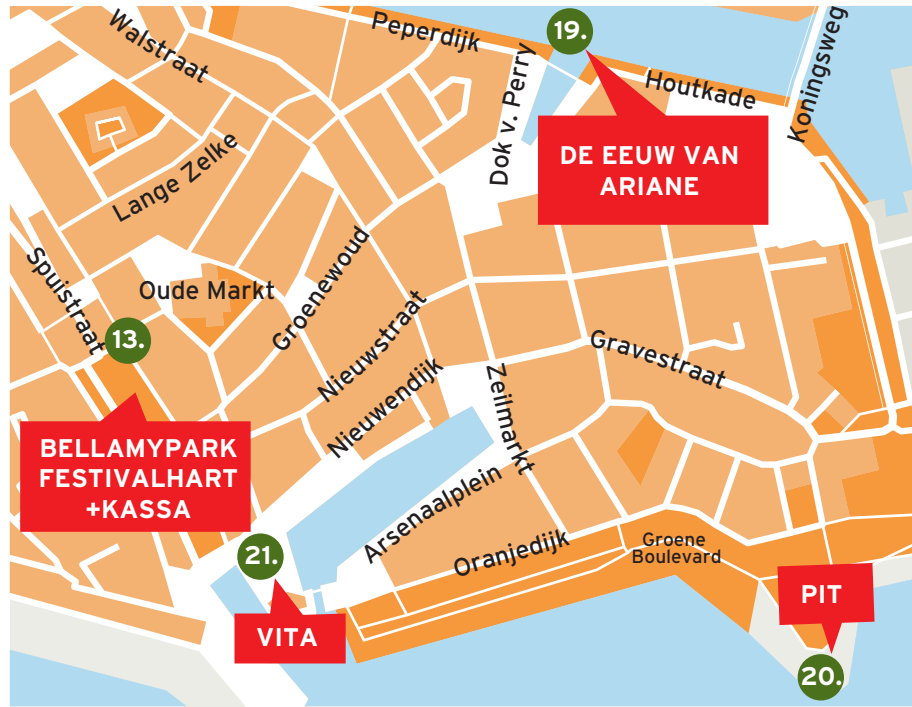 Walstraat
Peperdijk
19.
Koningsweg
Dok v. Perry
Houtkade
DE EEUW VAN
ARIANE
Lange Zelke
Spuistraat
Oude Markt
Groenewoud
13.
Nieuwstraat
Gravestraat
Nieuwendijk
Zeilmarkt
BELLAMYPARK
FESTIVALHART
+KASSA
Arsenaalplein
21.
Oranjedijk
Groene
Boulevard
VITA
PIT
20.